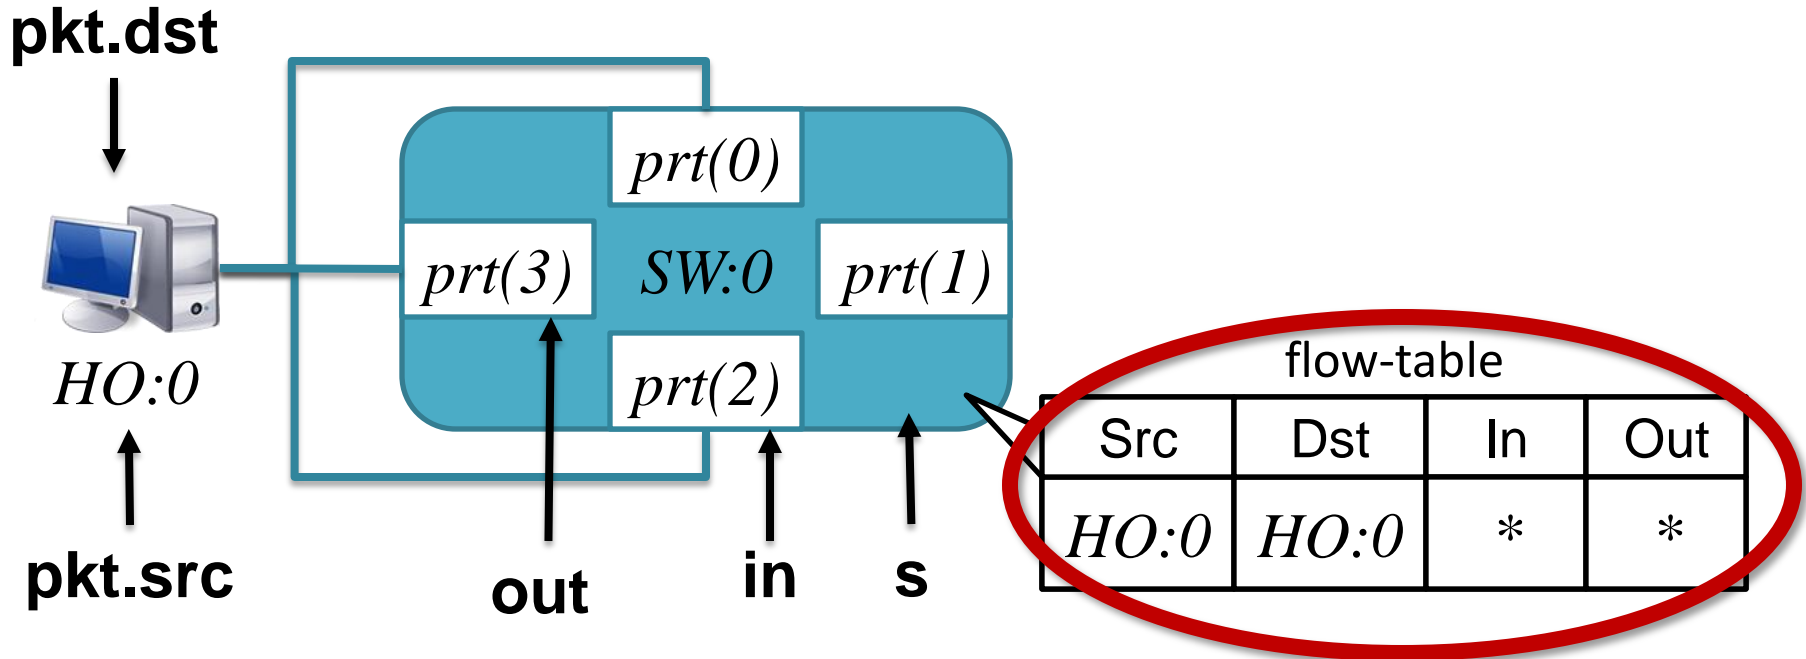 pkt.dst
prt(0)
prt(3) SW:0 prt(1)
HO:0
prt(2)
pkt.src
out
in
s
flow-table
Src Dst In Out
HO:0 HO:0 * *